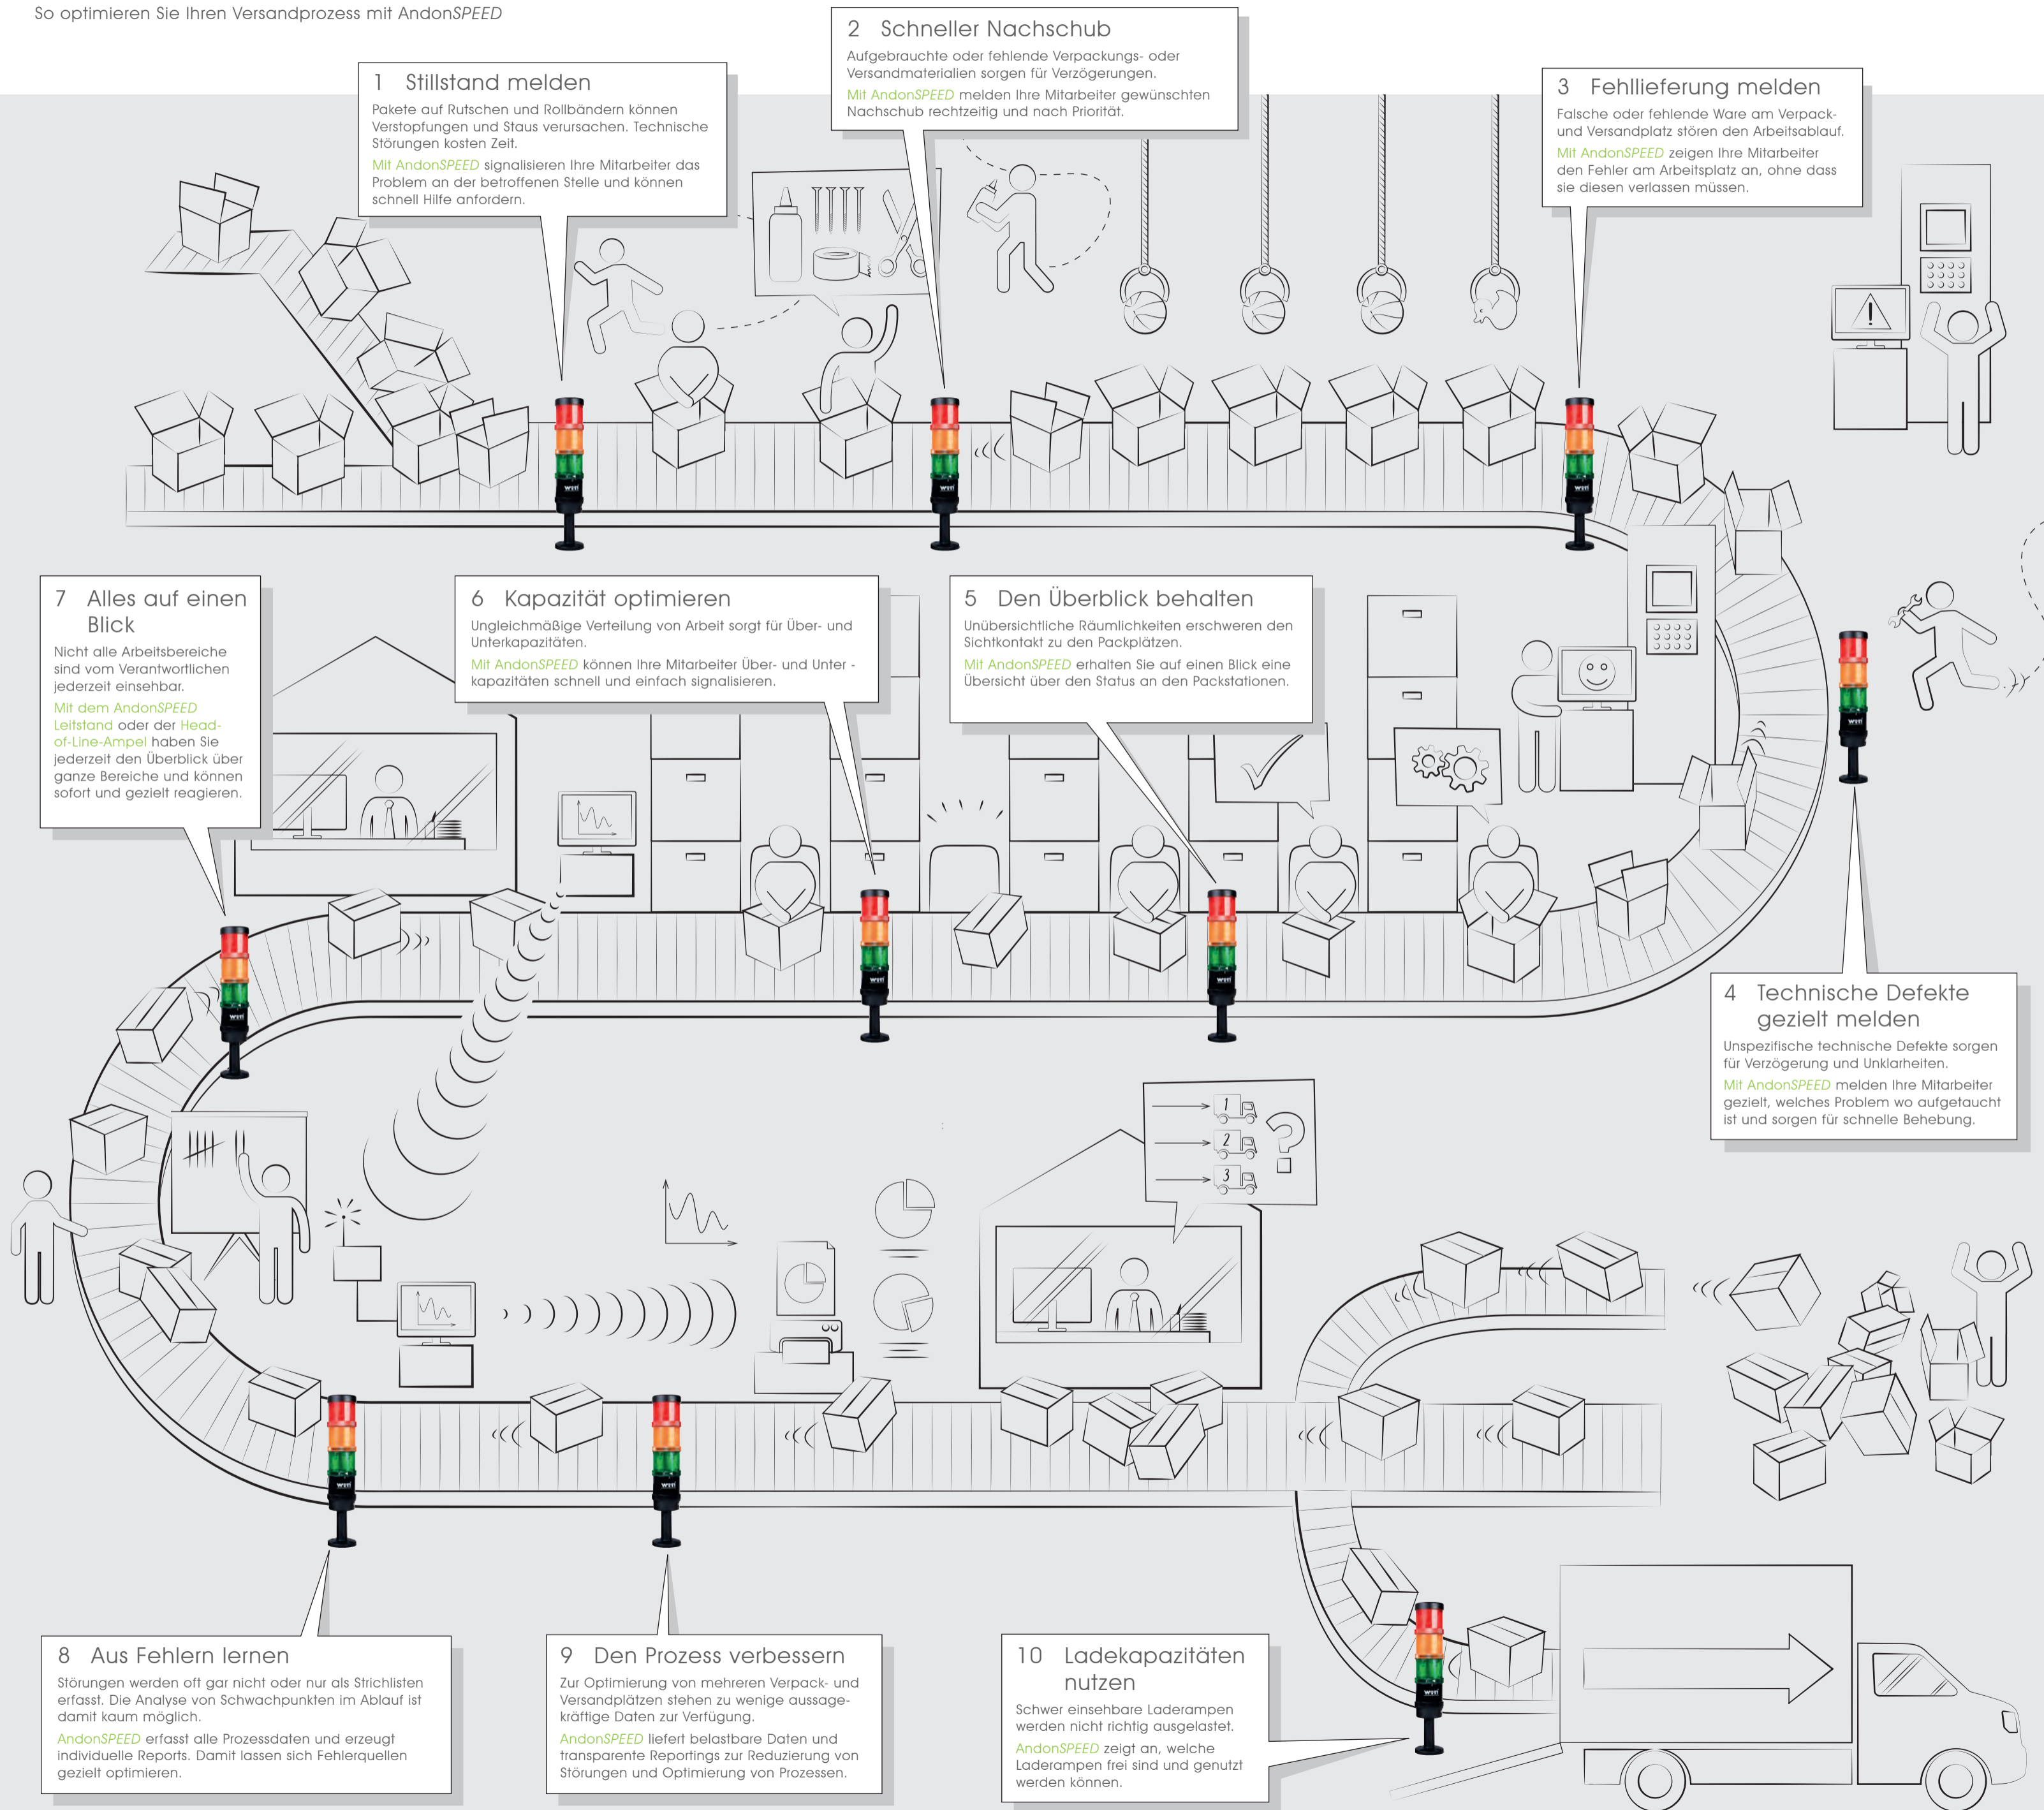 So optimieren Sie Ihren Versandprozess mit AndonSPEED
1 Stillstand melden
Pakete auf Rutschen und Rollbändern können
Verstopfungen und Staus verursachen. Technische
Störungen kosten Zeit.
Mit AndonSPEED signalisieren Ihre Mitarbeiter das
Problem an der betroffenen Stelle und können
schnell Hilfe anfordern.
2 Schneller Nachschub
Aufgebrauchte oder fehlende Verpackungs- oder
Versandmaterialien sorgen für Verzögerungen.
Mit AndonSPEED melden Ihre Mitarbeiter gewünschten
Nachschub rechtzeitig und nach Priorität.
3 Fehllieferung melden
Falsche oder fehlende Ware am Verpack-
und Versandplatz stören den Arbeitsablauf.
Mit AndonSPEED zeigen Ihre Mitarbeiter
den Fehler am Arbeitsplatz an, ohne dass
sie diesen verlassen müssen.
!
werma
werma
werma
7 Alles auf einen
Blick
Nicht alle Arbeitsbereiche
sind vom Verantwortlichen
jederzeit einsehbar.
Mit dem AndonSPEED
Leitstand oder der Head-
of-Line-Ampel haben Sie
jederzeit den Überblick über
ganze Bereiche und können
sofort und gezielt reagieren.
6 Kapazität optimieren
Ungleichmäßige Verteilung von Arbeit sorgt für Über- und
Unterkapazitäten.
Mit AndonSPEED können Ihre Mitarbeiter Über- und Unter -
kapazitäten schnell und einfach signalisieren.
5 Den Überblick behalten
Unübersichtliche Räumlichkeiten erschweren den
Sichtkontakt zu den Packplätzen.
Mit AndonSPEED erhalten Sie auf einen Blick eine
Übersicht über den Status an den Packstationen.
werma
werma
werma
werma
4 Technische Defekte
gezielt melden
Unspezifische technische Defekte sorgen
für Verzögerung und Unklarheiten.
Mit AndonSPEED melden Ihre Mitarbeiter
gezielt, welches Problem wo aufgetaucht
ist und sorgen für schnelle Behebung.
1
2
3
?
werma
werma
8 Aus Fehlern lernen
Störungen werden oft gar nicht oder nur als Strichlisten
erfasst. Die Analyse von Schwachpunkten im Ablauf ist
damit kaum möglich.
AndonSPEED erfasst alle Prozessdaten und erzeugt
individuelle Reports. Damit lassen sich Fehlerquellen
gezielt optimieren.
9 Den Prozess verbessern
Zur Optimierung von mehreren Verpack- und
Versandplätzen stehen zu wenige aussage-
kräftige Daten zur Verfügung.
AndonSPEED liefert belastbare Daten und
transparente Reportings zur Reduzierung von
Störungen und Optimierung von Prozessen.
10 Ladekapazitäten
nutzen
Schwer einsehbare Laderampen
werden nicht richtig ausgelastet.
AndonSPEED zeigt an, welche
Laderampen frei sind und genutzt
werden können.
werma